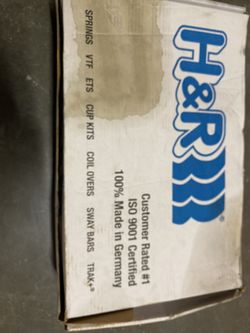 H&R®
Customer Rated #1
ISO 9001 Certified
100% Made in Germany
SPRINGS VTF ETS CUP KITS COIL OVERS SWAY BARS TRAK+®